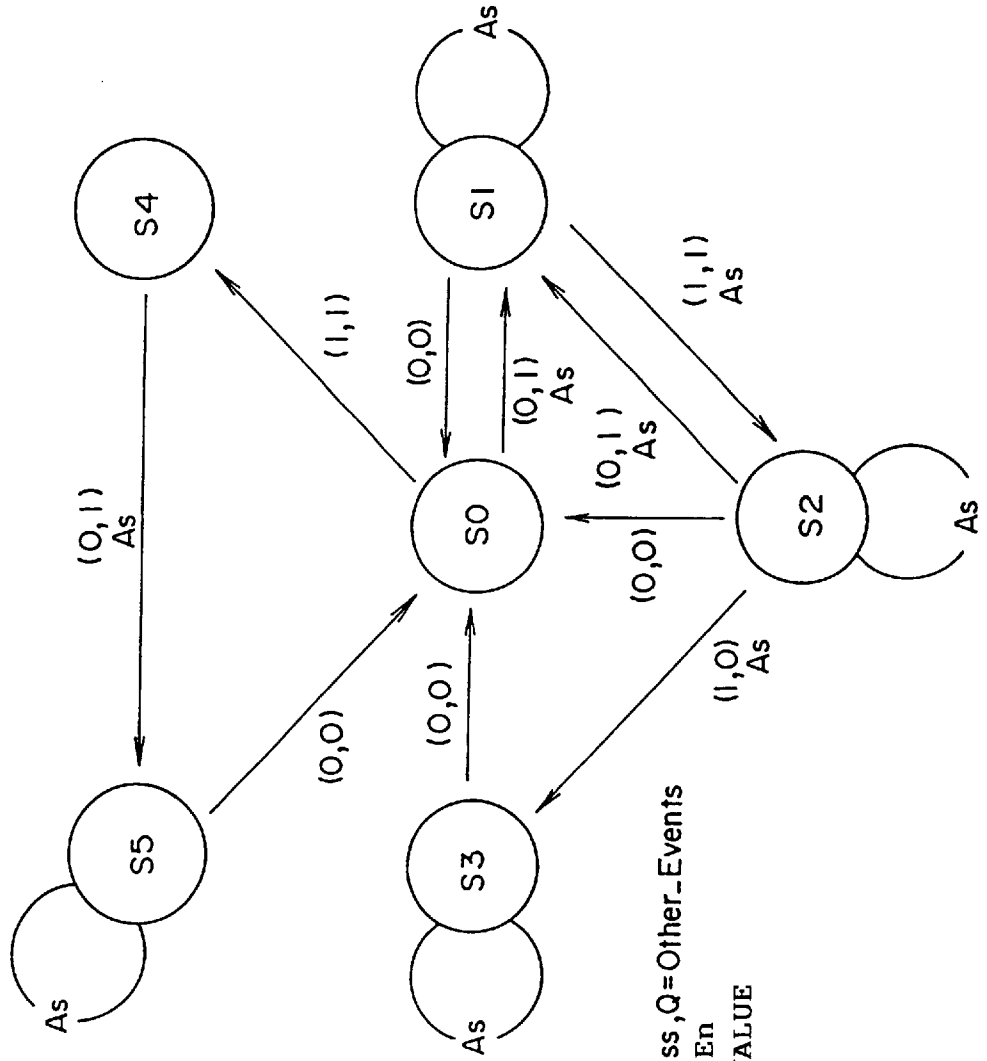 As
(0,1)
As
S5
S4
(0,0)
(1,1)
(0,0)
(0,0)
As
S3
S0
S1
As
(0,1)
As
(0,1)
As
(0,0)
ss,Q=Other_Events
En
ALUE
(1,1)
As
(1,0)
As
S2
As